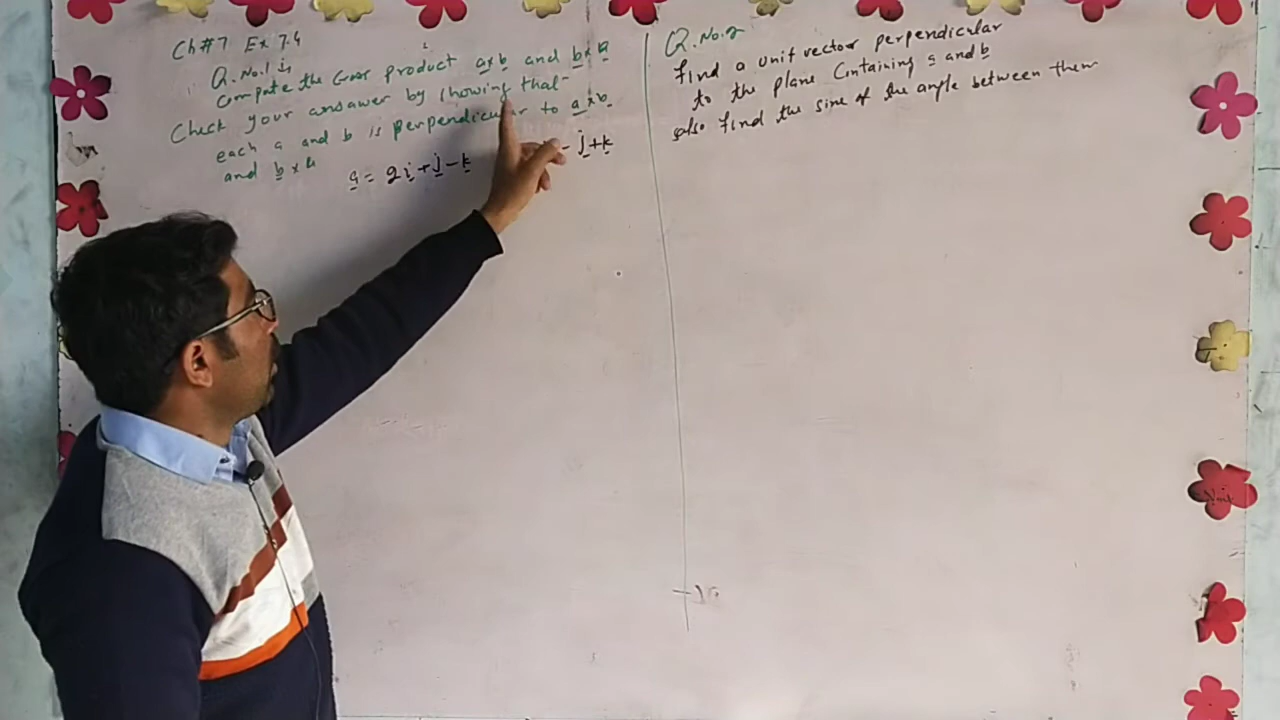 Ch#7 Ex 7.4
Q.No.1 i,
compute the Cross product a×b and b×a
Check your answawer by showing that
each a and b is perpendicular to a×b
and b×a
a = 2i+j-k
- j+k
Q.No.2
find a unit vector perpendicular
to the plane Containing a and b
also find the sine of the angle between them